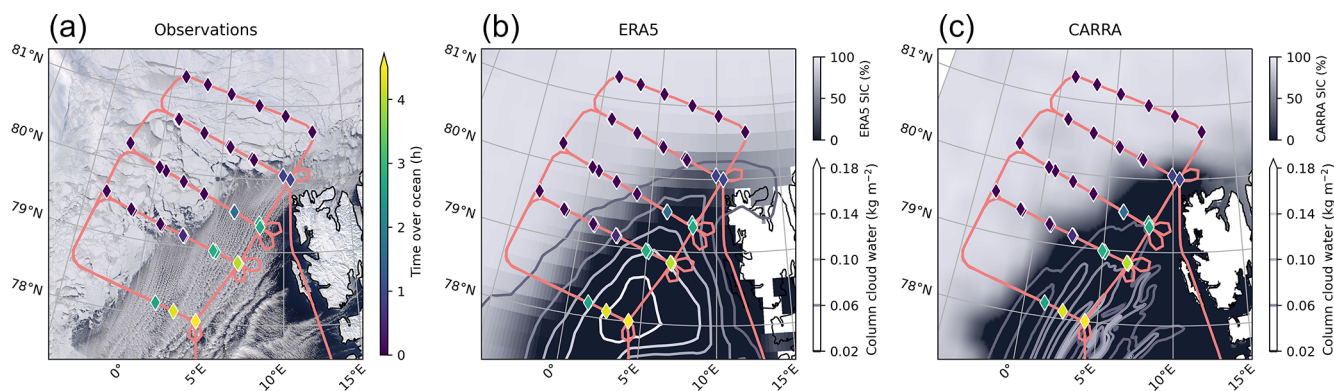 (a)
Observations
81°N
80°N
79°N
78°N
0°
5°E
10°E
15°E
4
3
2
1
0
Time over ocean (h)
(b)
ERA5
81°N
80°N
79°N
78°N
0°
5°E
10°E
15°E
100
50
0
ERA5 SIC (%)
0.18
0.14
0.10
0.06
0.02
Column cloud water (kg m⁻²)
(c)
CARRA
81°N
80°N
79°N
78°N
0°
5°E
10°E
15°E
100
50
0
CARRA SIC (%)
0.18
0.14
0.10
0.06
0.02
Column cloud water (kg m⁻²)